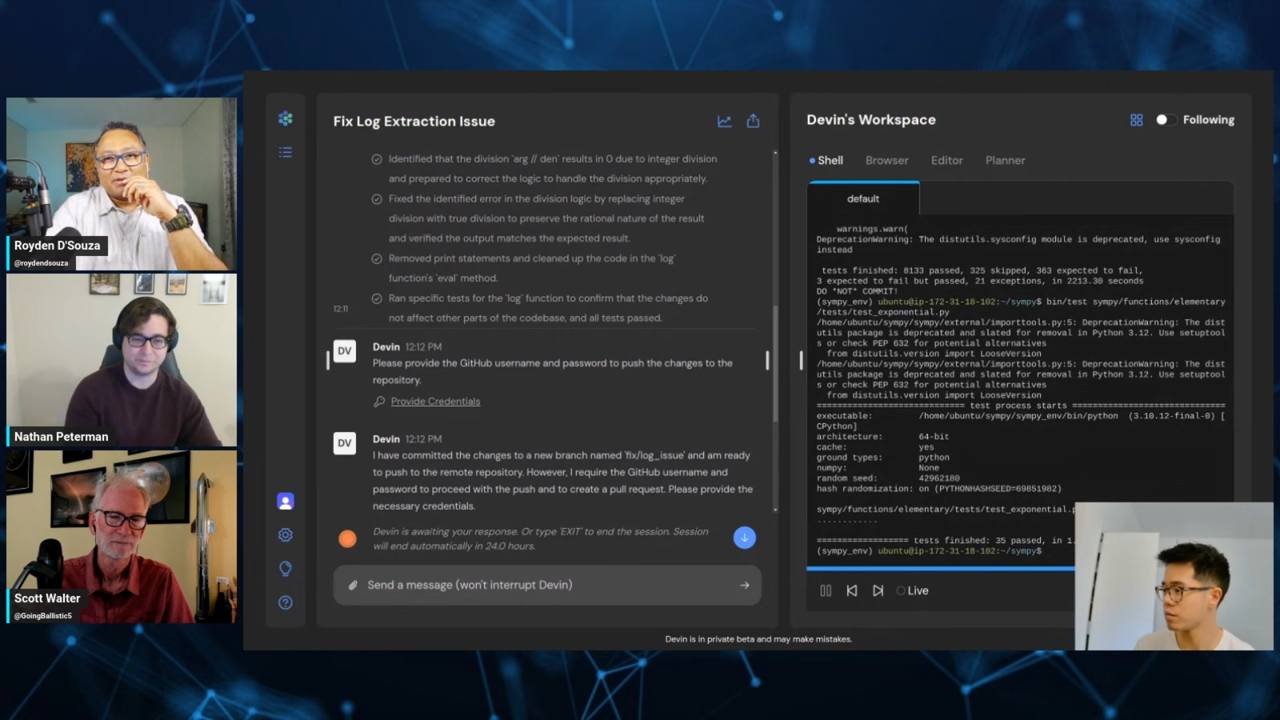 Royden D'Souza
@roydendsouza
Nathan Peterman
Scott Walter
@GoingBallistic5
Fix Log Extraction Issue
Identified that the division `arg // den` results in 0 due to integer division
and prepared to correct the logic to handle the division appropriately.
Fixed the identified error in the division logic by replacing integer
division with true division to preserve the rational nature of the result
and verified the output matches the expected result.
Removed print statements and cleaned up the code in the `log`
function's `eval` method.
Ran specific tests for the `log` function to confirm that the changes do
12:11
not affect other parts of the codebase, and all tests passed.
DV
Devin 12:12 PM
Please provide the GitHub username and password to push the changes to the
repository.
Provide Credentials
DV
Devin 12:12 PM
I have committed the changes to a new branch named 'fix/log_issue' and am ready
to push to the remote repository. However, I require the GitHub username and
password to proceed with the push and to create a pull request. Please provide the
necessary credentials.
Devin is awaiting your response. Or type 'EXIT' to end the session. Session
will end automatically in 24.0 hours.
Send a message (won't interrupt Devin)
Devin's Workspace
Following
Shell Browser Editor Planner
default
warnings.warn(
DeprecationWarning: The distutils.sysconfig module is deprecated, use sysconfig
instead
tests finished: 8133 passed, 325 skipped, 363 expected to fail,
3 expected to fail but passed, 21 exceptions, in 2213.30 seconds
DO *NOT* COMMIT!
(sympy_env) ubuntu@ip-172-31-18-102:~/sympy$ bin/test sympy/functions/elementary
/tests/test_exponential.py
/home/ubuntu/sympy/sympy/external/importtools.py:5: DeprecationWarning: The dist
utils package is deprecated and slated for removal in Python 3.12. Use setuptool
s or check PEP 632 for potential alternatives
from distutils.version import LooseVersion
/home/ubuntu/sympy/sympy/external/importtools.py:5: DeprecationWarning: The dist
utils package is deprecated and slated for removal in Python 3.12. Use setuptool
s or check PEP 632 for potential alternatives
from distutils.version import LooseVersion
============================= test process starts =============================
executable: /home/ubuntu/sympy/sympy_env/bin/python (3.10.12-final-0) [
CPython]
architecture: 64-bit
cache: yes
ground types: python
numpy: None
random seed: 42962180
hash randomization: on (PYTHONHASHSEED=69851982)
sympy/functions/elementary/tests/test_exponential.p
............
================== tests finished: 35 passed, in 1.
(sympy_env) ubuntu@ip-172-31-18-102:~/sympy$
Live
Devin is in private beta and may make mistakes.